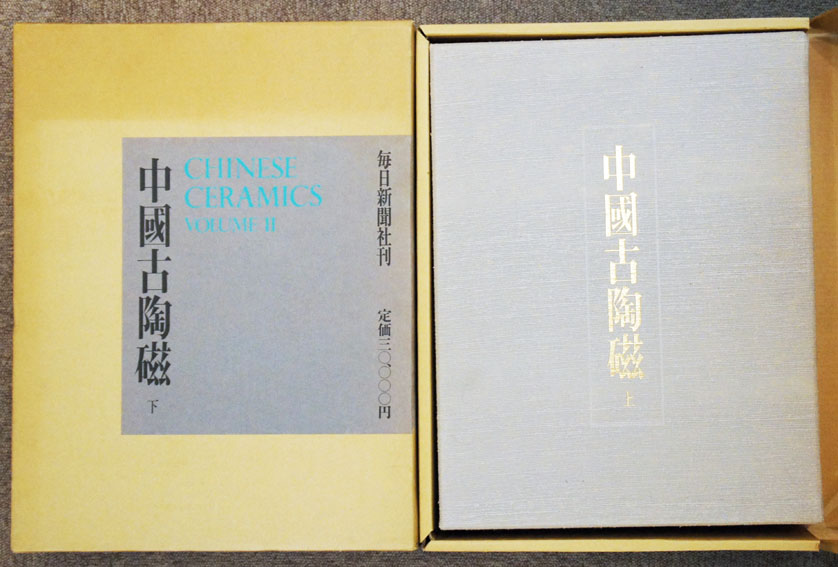 毎日新聞社刊 定価三〇、〇〇〇円
CHINESE
CERAMICS
VOLUME II
中國古陶磁 下
中國古陶磁 上